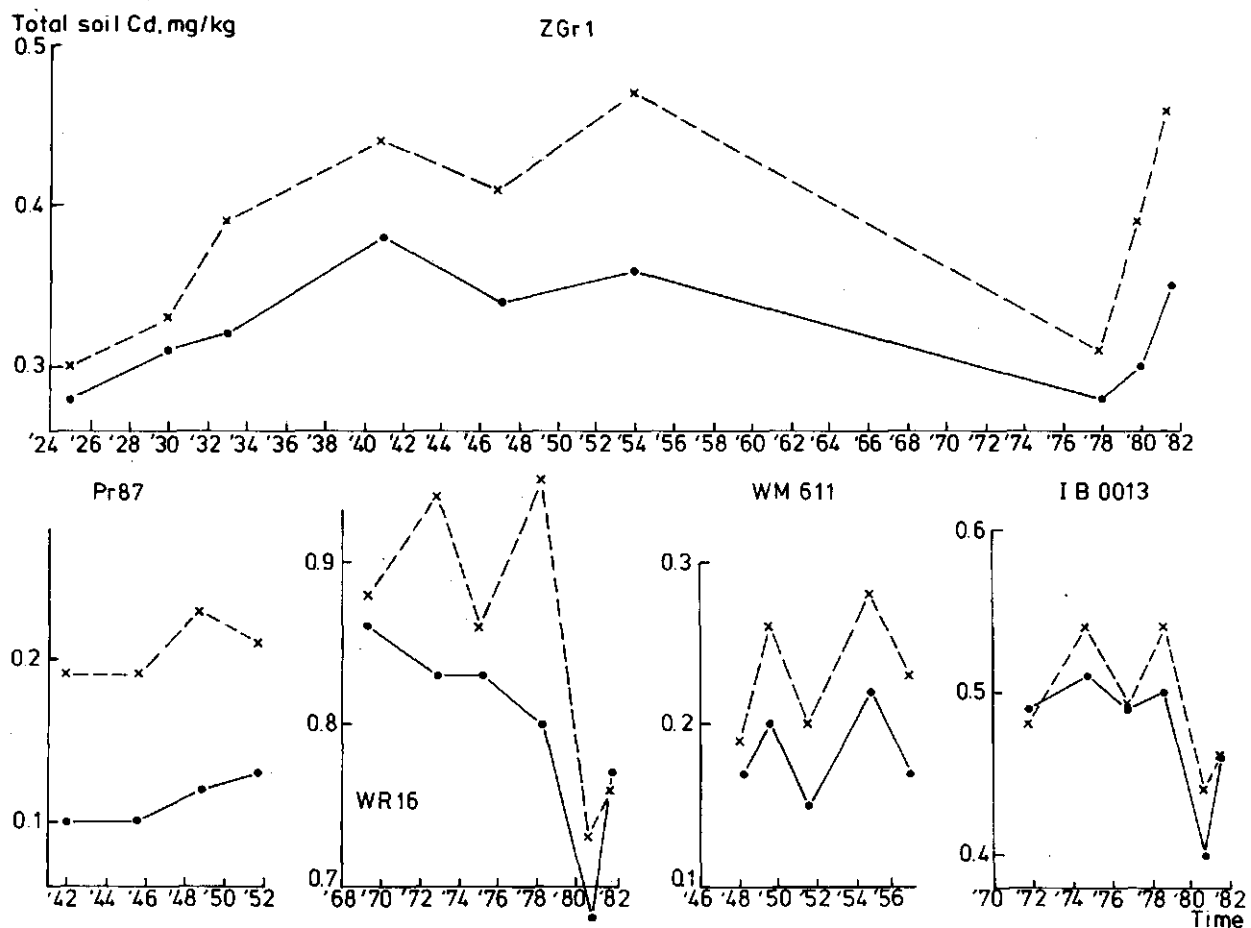 Total soil Cd, mg/kg
ZGr1
0.5
0.4
0.3
'24 '26 '28 '30 '32 '34 '36 '38 '40 '42 '44 '46 '48 '50 '52 '54 '56 '58 '60 '62 '64 '66 '68 '70 '72 '74 '76 '78 '80 '82
Pr87
0.2
0.1
'42 '44 '46 '48 '50 '52
0.9
0.8
WR16
0.7
'68 '70 '72 '74 '76 '78 '80 '82
WM 611
0.3
0.2
0.1
'46 '48 '50 '52 '54 '56
IB 0013
0.6
0.5
0.4
'70 '72 '74 '76 '78 '80 '82
Time